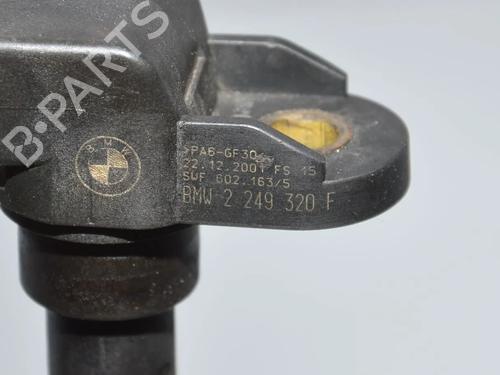 B-PARTS
BMW
>PA6-GF30<
22.12.2001 FS 15
SWF 602.163/5
BMW 2 249 320 F